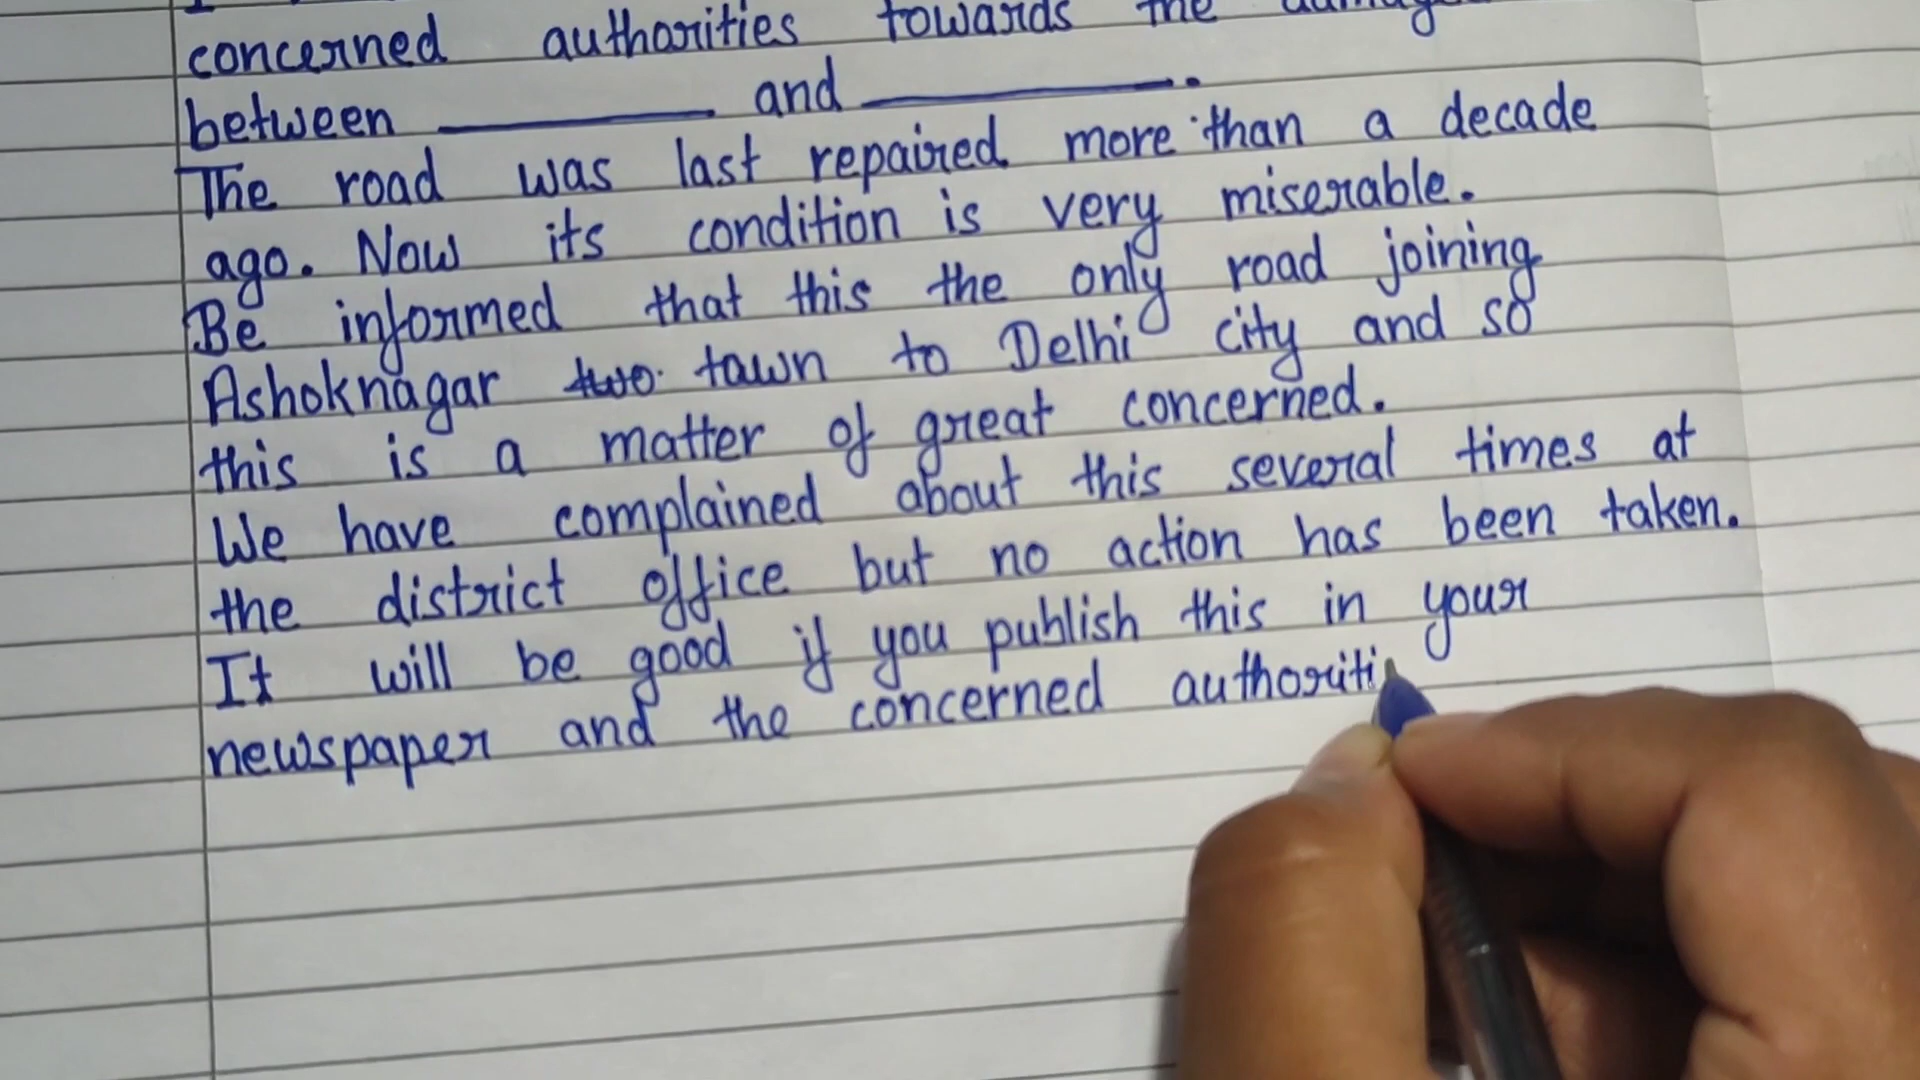 concerned authorities towards the
between ________ and ________.
The road was last repaired more than a decade
ago. Now its condition is very miserable.
Be informed that this the only road joining
Ashoknagar two tawn to Delhi city and so
this is a matter of great concerned.
We have complained about this several times at
the district office but no action has been taken.
It will be good if you publish this in your
newspaper and the concerned authoriti